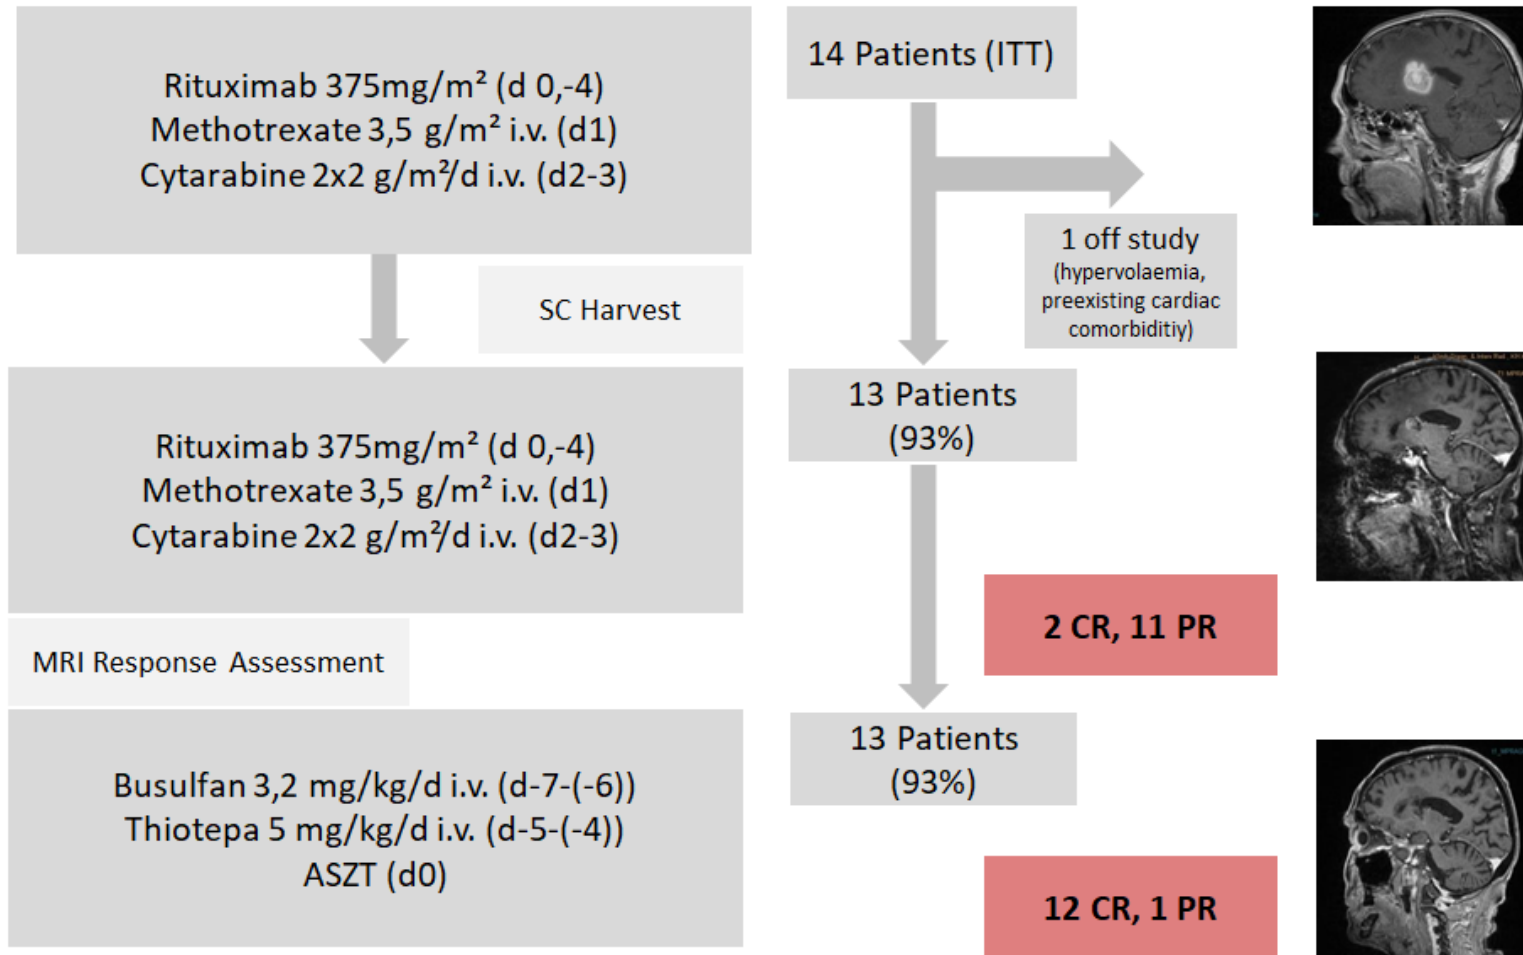 Rituximab 375mg/m² (d 0,-4)
Methotrexate 3,5 g/m² i.v. (d1)
Cytarabine 2x2 g/m²/d i.v. (d2-3)
SC Harvest
Rituximab 375mg/m² (d 0,-4)
Methotrexate 3,5 g/m² i.v. (d1)
Cytarabine 2x2 g/m²/d i.v. (d2-3)
MRI Response Assessment
Busulfan 3,2 mg/kg/d i.v. (d-7-(-6))
Thiotepa 5 mg/kg/d i.v. (d-5-(-4))
ASZT (d0)
14 Patients (ITT)
1 off study
(hypervolaemia,
preexisting cardiac
comorbiditiy)
13 Patients
(93%)
2 CR, 11 PR
13 Patients
(93%)
12 CR, 1 PR